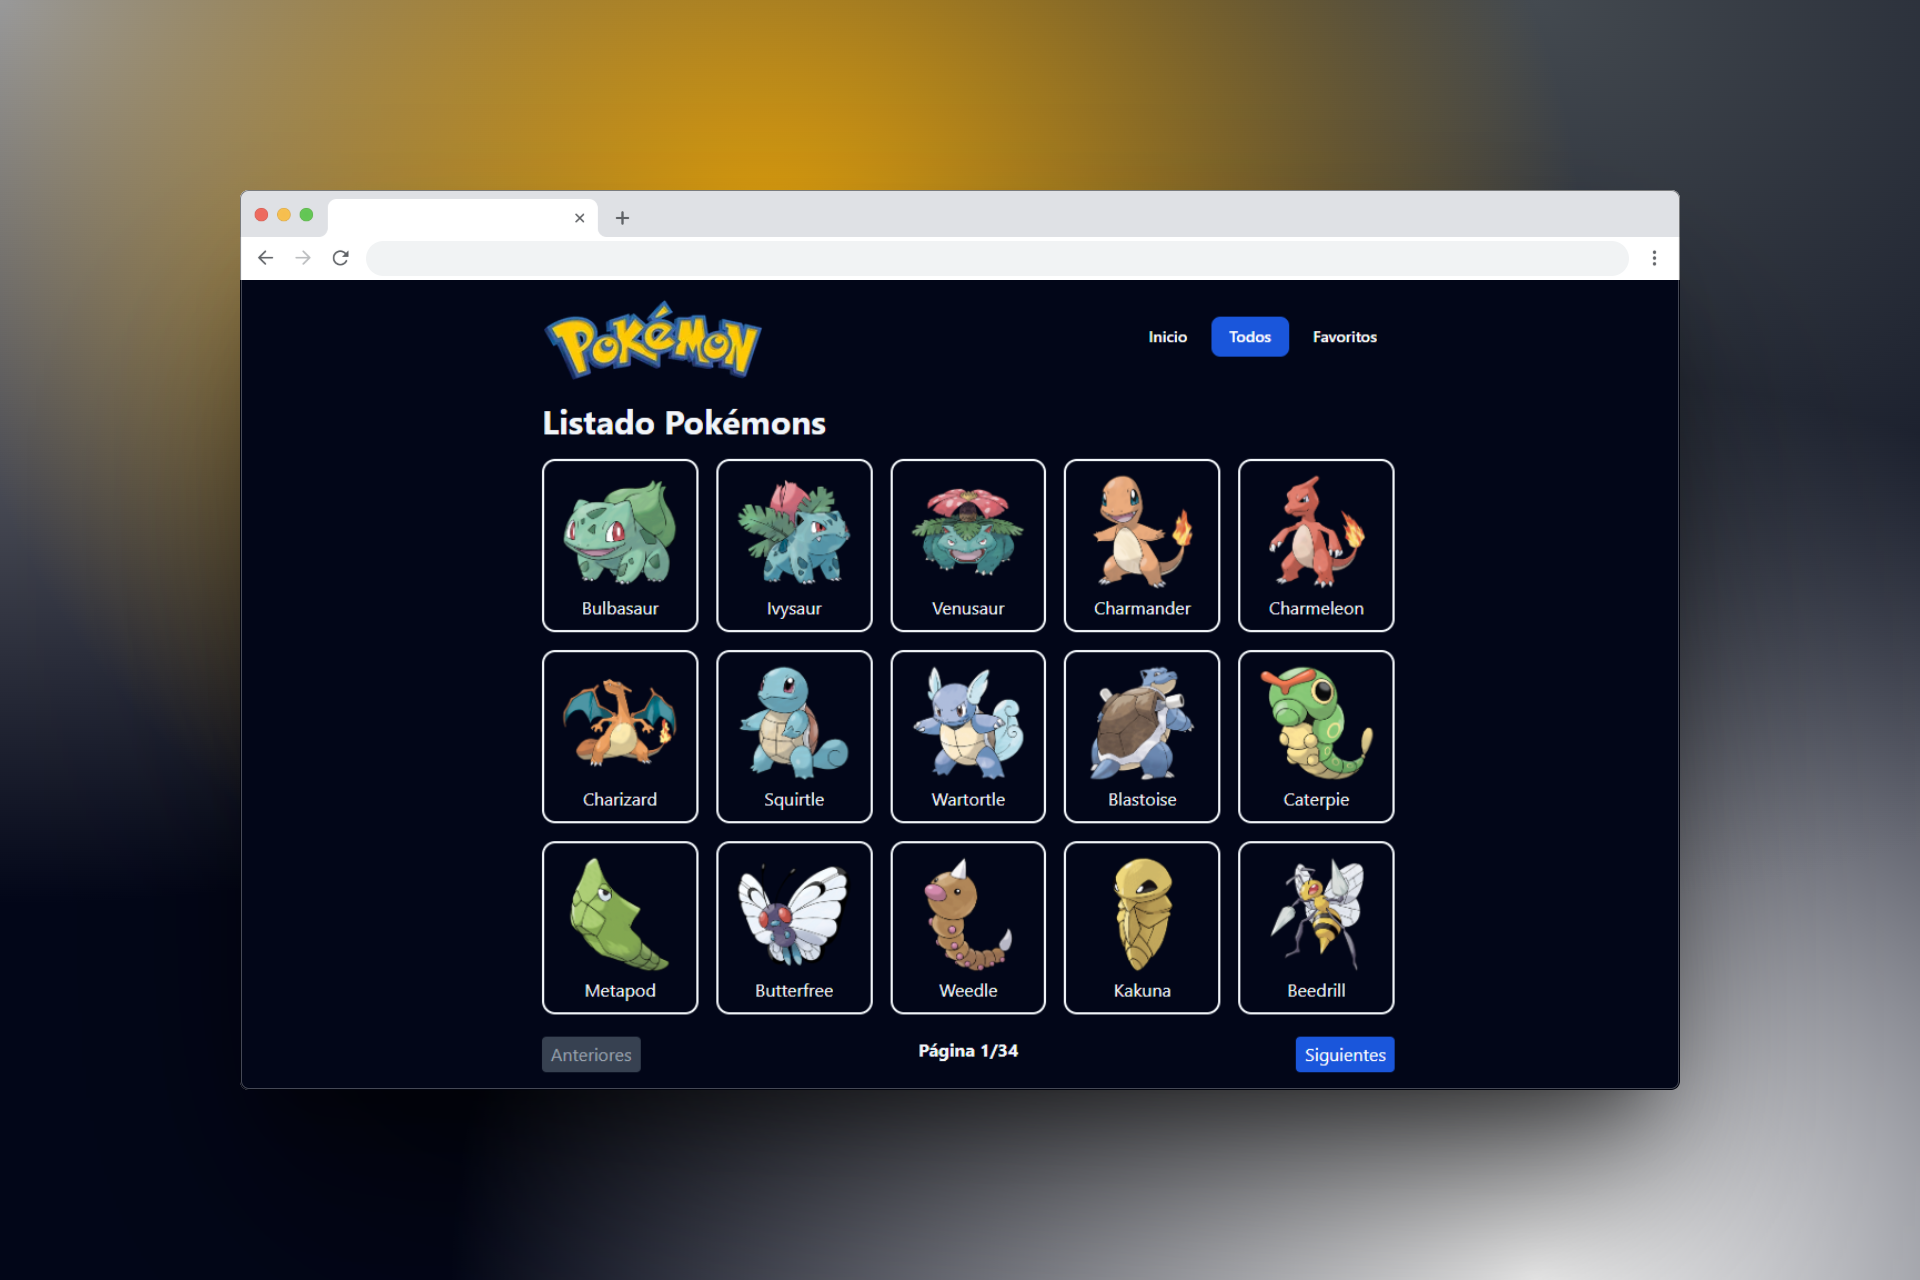 Pokémon
Inicio Todos Favoritos
Listado Pokémons
Bulbasaur Ivysaur Venusaur Charmander Charmeleon
Charizard Squirtle Wartortle Blastoise Caterpie
Metapod Butterfree Weedle Kakuna Beedrill
Anteriores Página 1/34 Siguientes